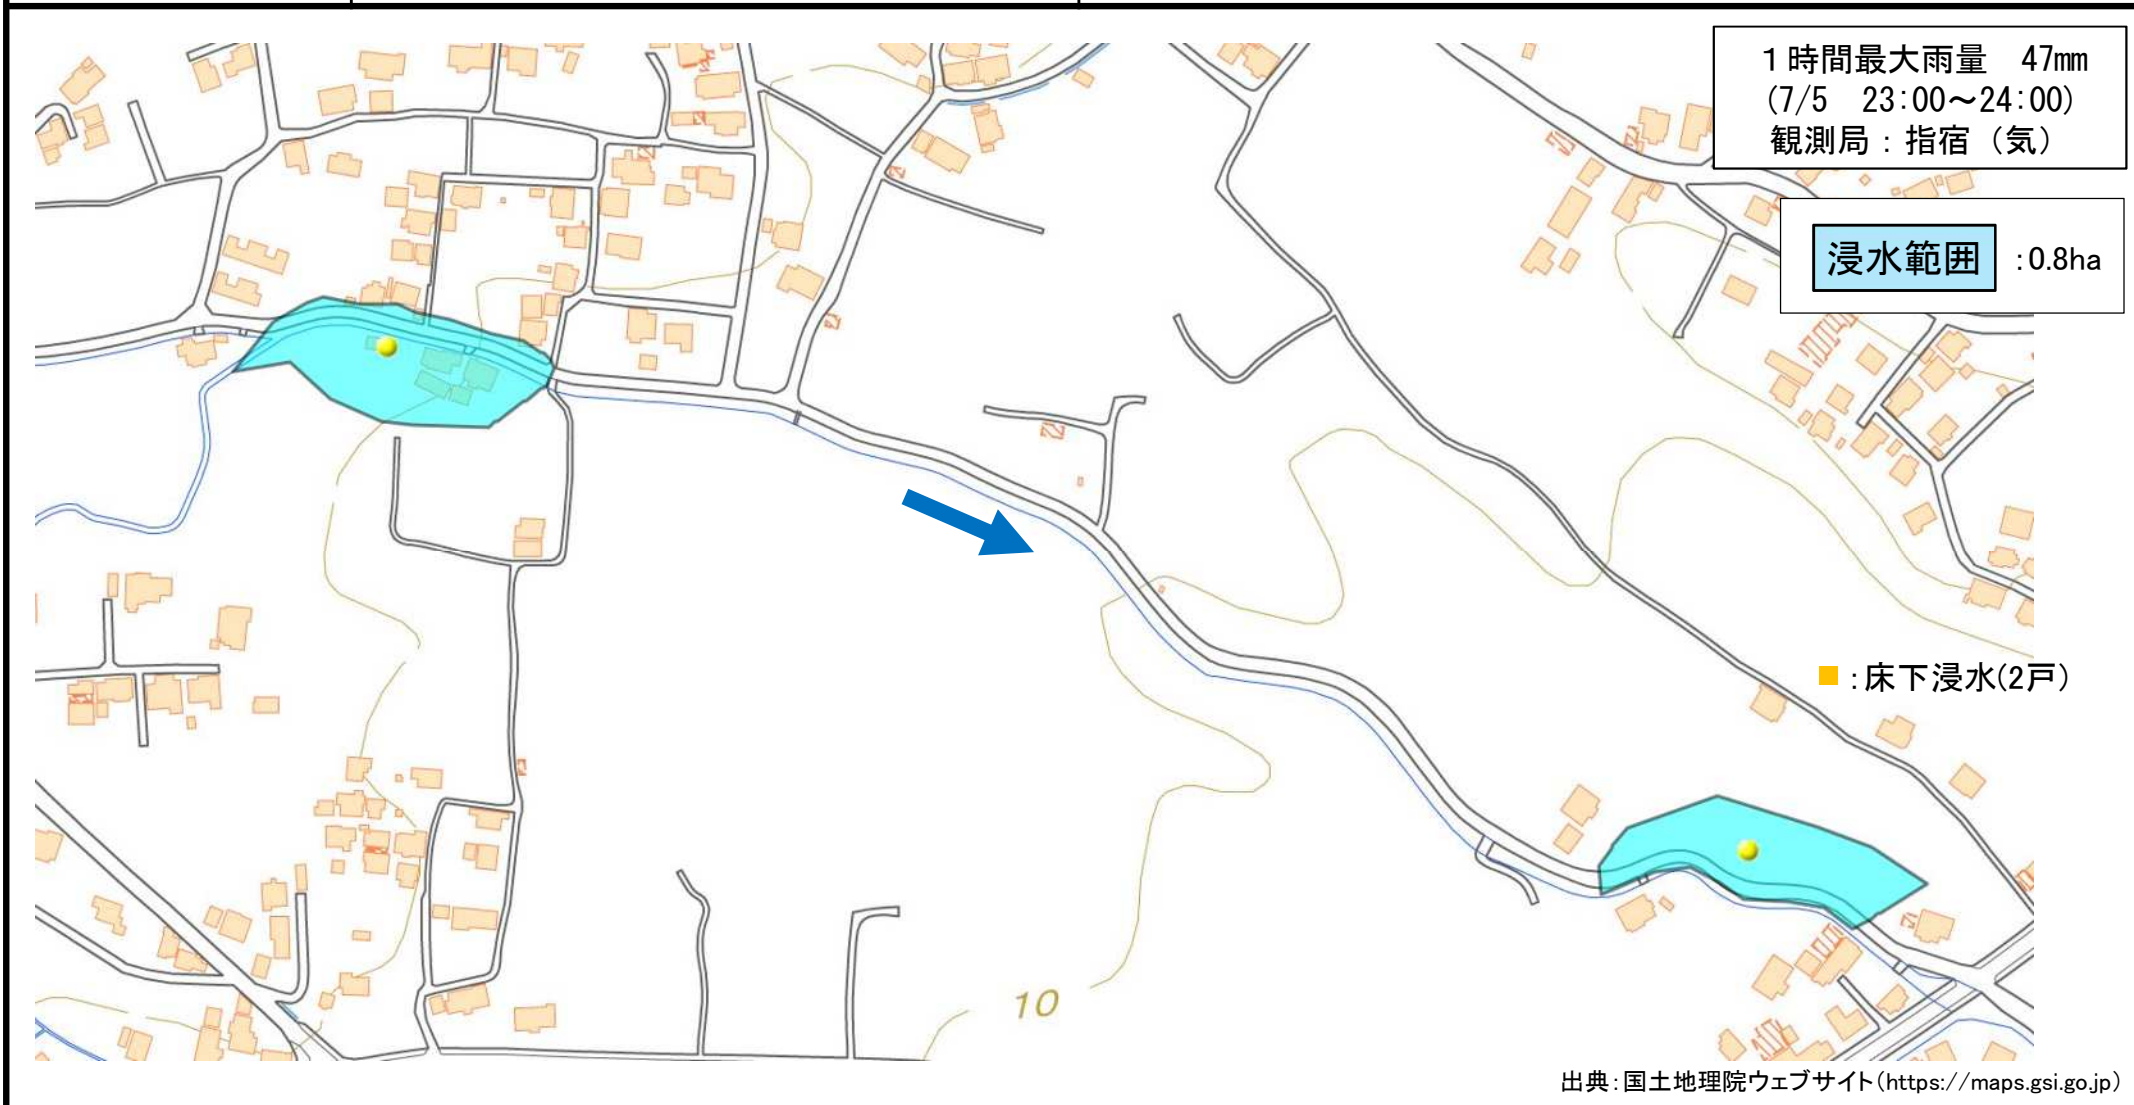 1時間最大雨量　47mm
(7/5　23:00～24:00)
観測局：指宿（気）
浸水範囲 :0.8ha
■:床下浸水(2戸)
10
出典:国土地理院ウェブサイト(https://maps.gsi.go.jp)